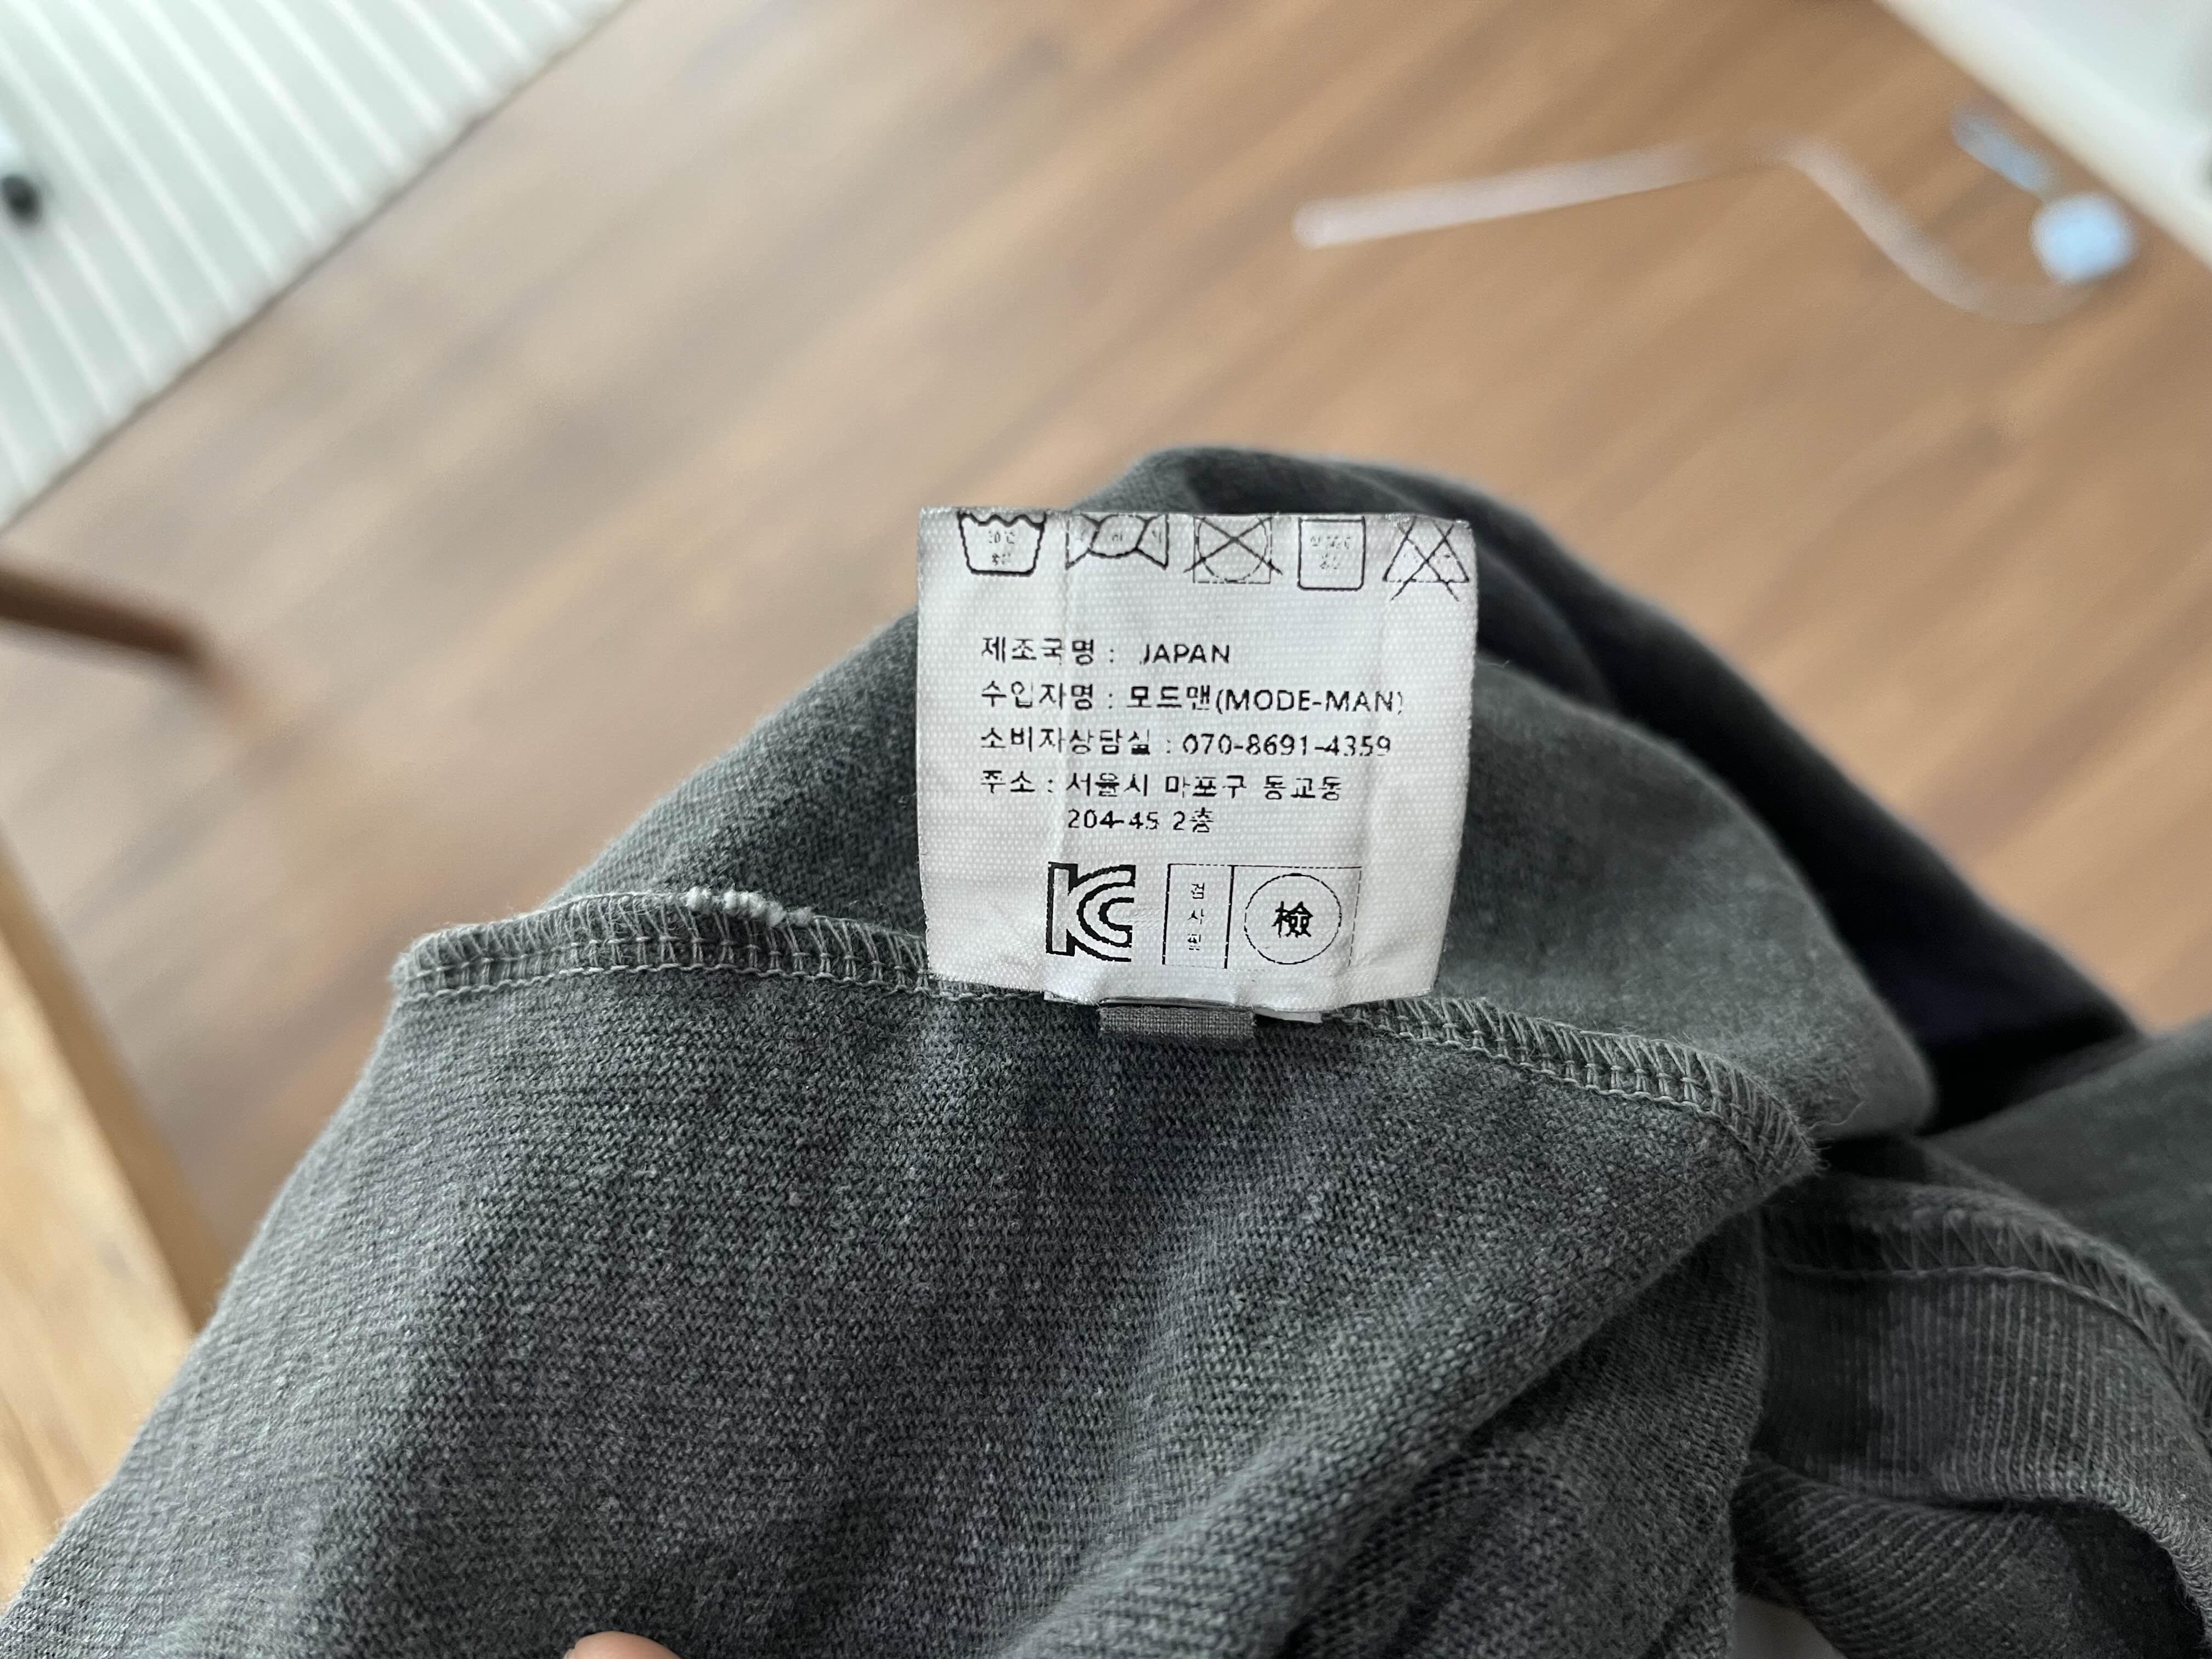 제조국명 : JAPAN
수입자명 : 모드맨(MODE-MAN)
소비자상담실 : 070-8691-4359
주소 : 서울시 마포구 동교동
204-45 2층
KC
검사필
檢